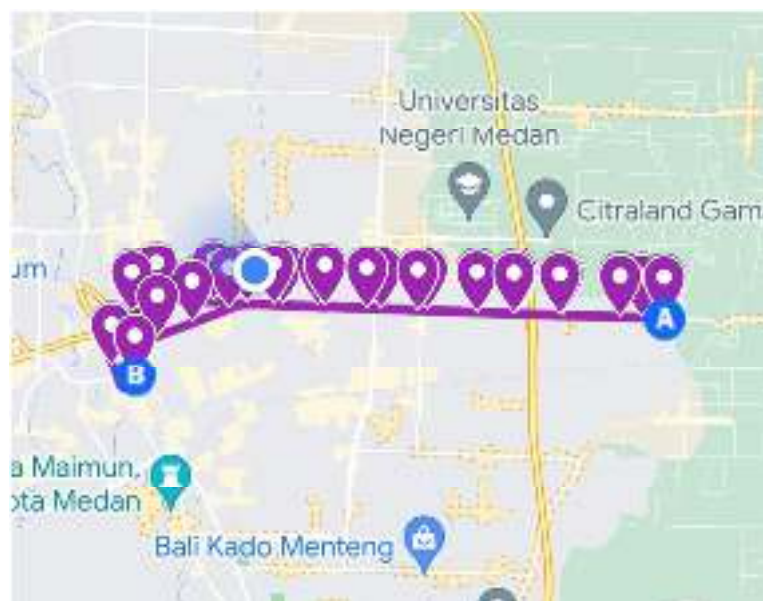 Universitas
Negeri Medan
Citraland Gam
um
A
B
a Maimun,
ota Medan
Bali Kado Menteng